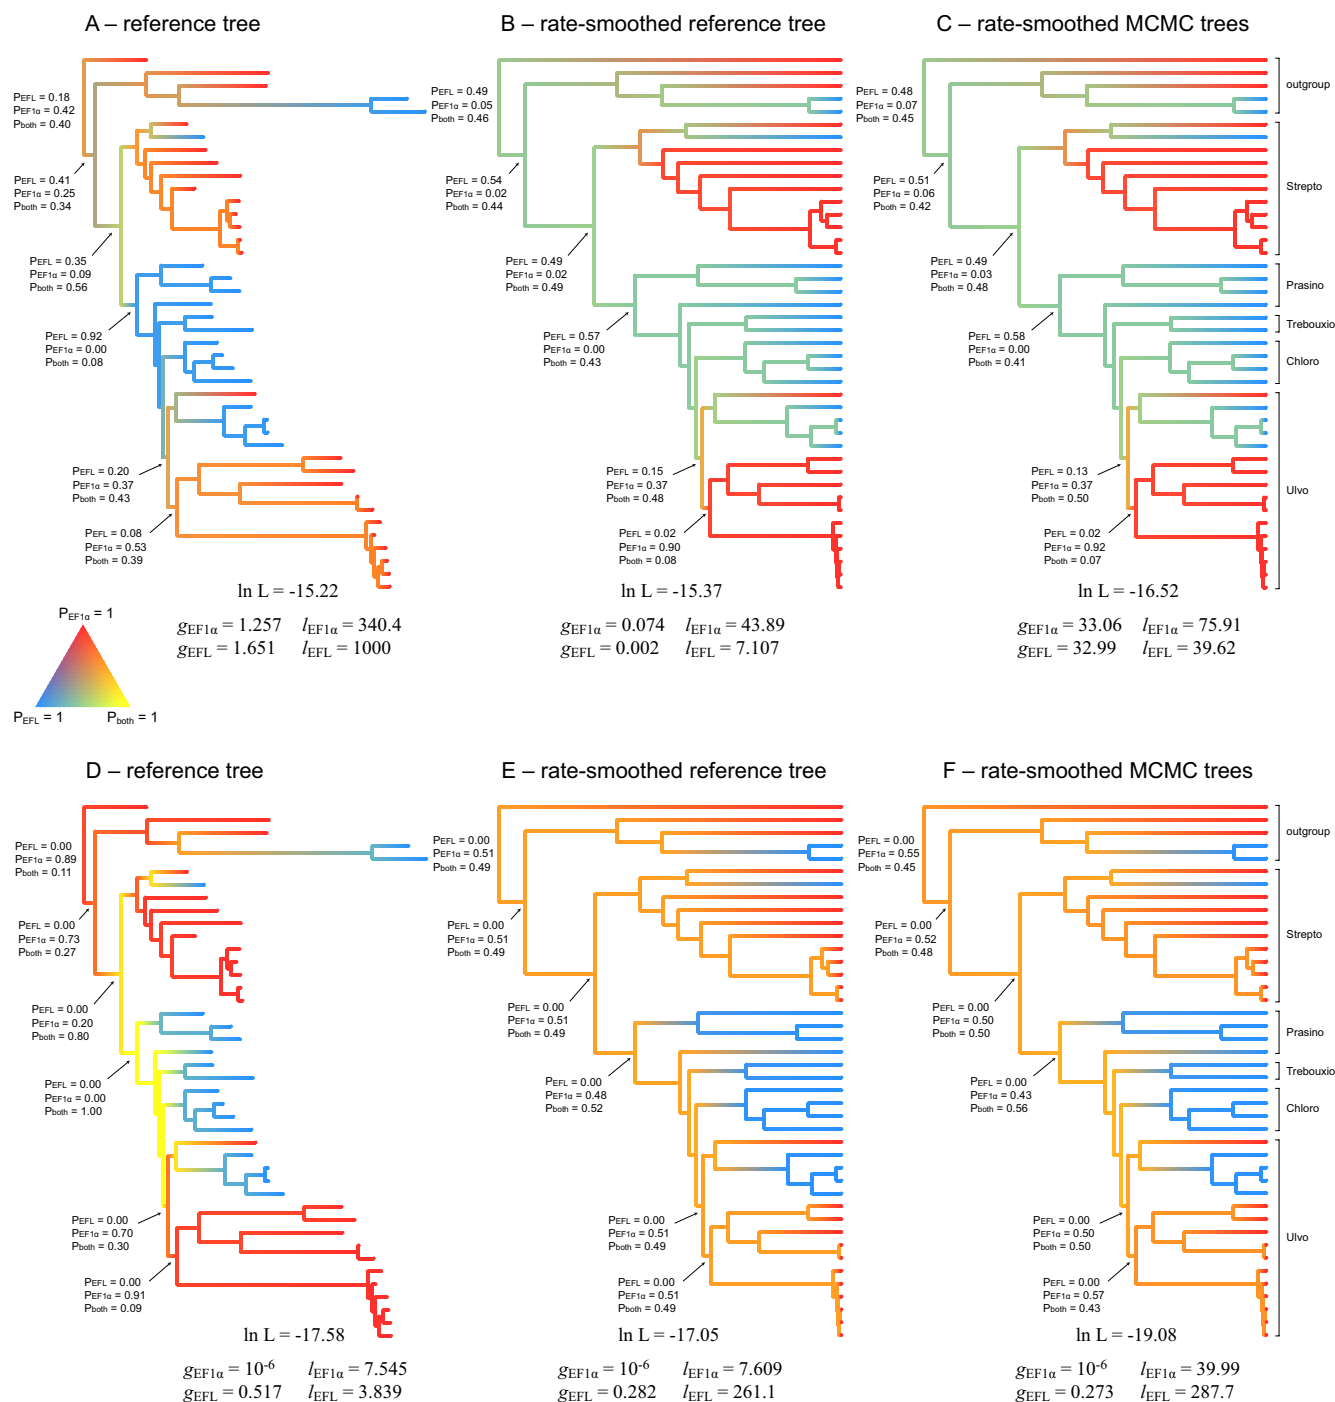 A – reference tree
PEFL = 0.18
PEF1α = 0.42
Pboth = 0.40
PEFL = 0.41
PEF1α = 0.25
Pboth = 0.34
PEFL = 0.35
PEF1α = 0.09
Pboth = 0.56
PEFL = 0.92
PEF1α = 0.00
Pboth = 0.08
PEFL = 0.20
PEF1α = 0.37
Pboth = 0.43
PEFL = 0.08
PEF1α = 0.53
Pboth = 0.39
ln L = -15.22
gEF1α = 1.257 lEF1α = 340.4
gEFL = 1.651 lEFL = 1000
B – rate-smoothed reference tree
PEFL = 0.49
PEF1α = 0.05
Pboth = 0.46
PEFL = 0.54
PEF1α = 0.02
Pboth = 0.44
PEFL = 0.49
PEF1α = 0.02
Pboth = 0.49
PEFL = 0.57
PEF1α = 0.00
Pboth = 0.43
PEFL = 0.15
PEF1α = 0.37
Pboth = 0.48
PEFL = 0.02
PEF1α = 0.90
Pboth = 0.08
ln L = -15.37
gEF1α = 0.074 lEF1α = 43.89
gEFL = 0.002 lEFL = 7.107
C – rate-smoothed MCMC trees
PEFL = 0.48
PEF1α = 0.07
Pboth = 0.45
PEFL = 0.51
PEF1α = 0.06
Pboth = 0.42
PEFL = 0.49
PEF1α = 0.03
Pboth = 0.48
PEFL = 0.58
PEF1α = 0.00
Pboth = 0.41
PEFL = 0.13
PEF1α = 0.37
Pboth = 0.50
PEFL = 0.02
PEF1α = 0.92
Pboth = 0.07
outgroup
Strepto
Prasino
Trebouxio
Chloro
Ulvo
ln L = -16.52
gEF1α = 33.06 lEF1α = 75.91
gEFL = 32.99 lEFL = 39.62
PEF1α = 1
PEFL = 1 Pboth = 1
D – reference tree
PEFL = 0.00
PEF1α = 0.89
Pboth = 0.11
PEFL = 0.00
PEF1α = 0.73
Pboth = 0.27
PEFL = 0.00
PEF1α = 0.20
Pboth = 0.80
PEFL = 0.00
PEF1α = 0.00
Pboth = 1.00
PEFL = 0.00
PEF1α = 0.70
Pboth = 0.30
PEFL = 0.00
PEF1α = 0.91
Pboth = 0.09
ln L = -17.58
gEF1α = 10-6 lEF1α = 7.545
gEFL = 0.517 lEFL = 3.839
E – rate-smoothed reference tree
PEFL = 0.00
PEF1α = 0.51
Pboth = 0.49
PEFL = 0.00
PEF1α = 0.51
Pboth = 0.49
PEFL = 0.00
PEF1α = 0.51
Pboth = 0.49
PEFL = 0.00
PEF1α = 0.48
Pboth = 0.52
PEFL = 0.00
PEF1α = 0.51
Pboth = 0.49
PEFL = 0.00
PEF1α = 0.51
Pboth = 0.49
ln L = -17.05
gEF1α = 10-6 lEF1α = 7.609
gEFL = 0.282 lEFL = 261.1
F – rate-smoothed MCMC trees
PEFL = 0.00
PEF1α = 0.55
Pboth = 0.45
PEFL = 0.00
PEF1α = 0.52
Pboth = 0.48
PEFL = 0.00
PEF1α = 0.50
Pboth = 0.50
PEFL = 0.00
PEF1α = 0.43
Pboth = 0.56
PEFL = 0.00
PEF1α = 0.50
Pboth = 0.50
PEFL = 0.00
PEF1α = 0.57
Pboth = 0.43
outgroup
Strepto
Prasino
Trebouxio
Chloro
Ulvo
ln L = -19.08
gEF1α = 10-6 lEF1α = 39.99
gEFL = 0.273 lEFL = 287.7